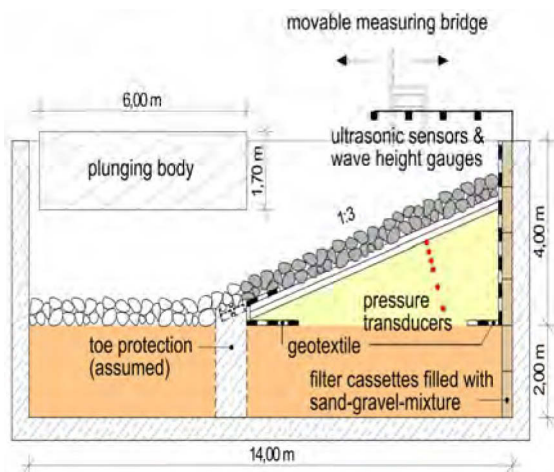 movable measuring bridge
6,00 m
ultrasonic sensors &
wave height gauges
plunging body
1,70 m
1:3
4,00 m
pressure
transducers
toe protection
(assumed)
geotextile
filter cassettes filled with
sand-gravel-mixture
2,00 m
14,00 m